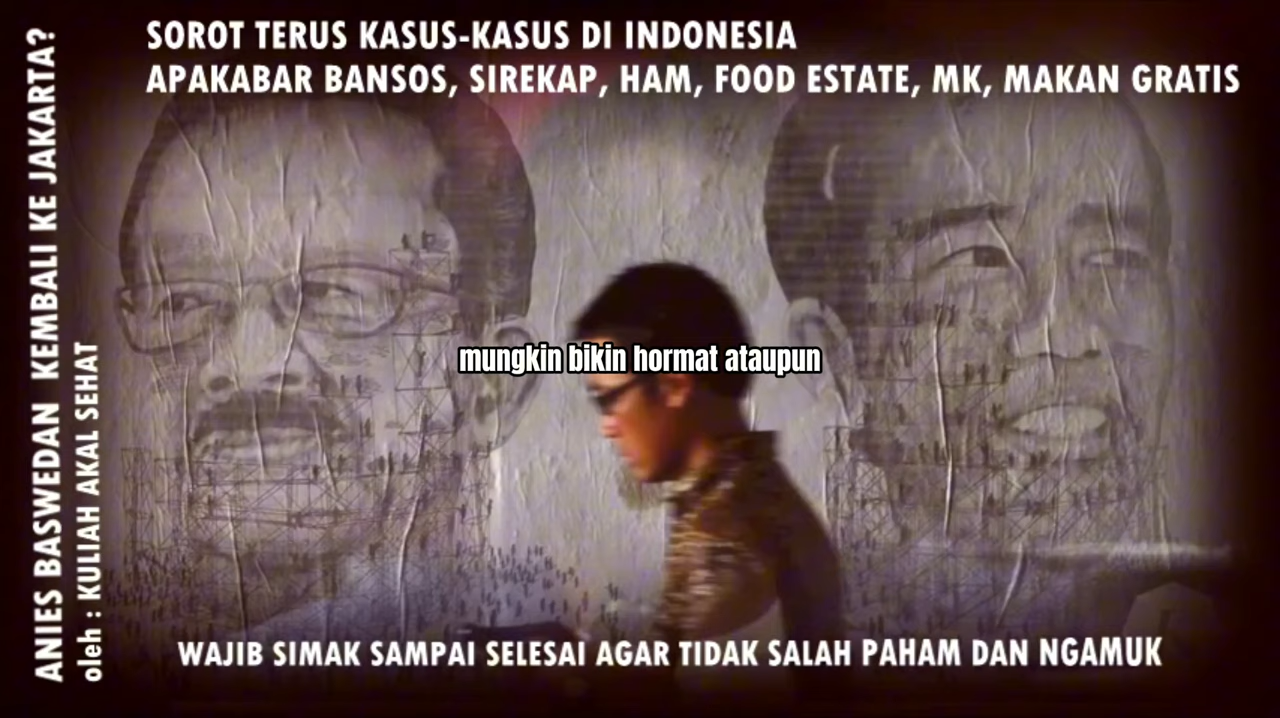 SOROT TERUS KASUS-KASUS DI INDONESIA
APAKABAR BANSOS, SIREKAP, HAM, FOOD ESTATE, MK, MAKAN GRATIS
ANIES BASWEDAN KEMBALI KE JAKARTA?
oleh : KULIAH AKAL SEHAT
mungkin bikin hormat ataupun
WAJIB SIMAK SAMPAI SELESAI AGAR TIDAK SALAH PAHAM DAN NGAMUK